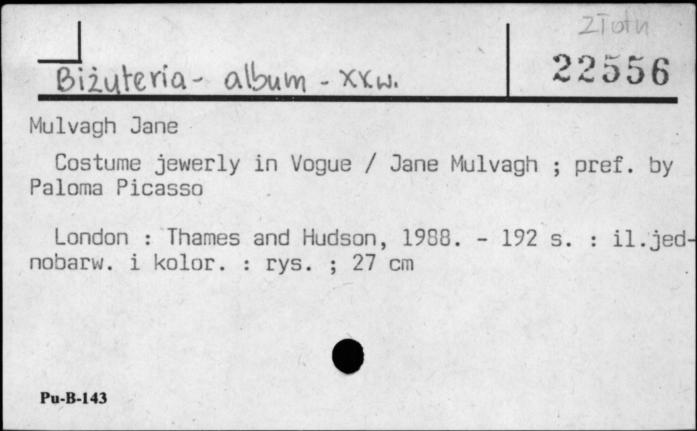 22556
Biżuteria - album - XXw.
Mulvagh Jane
Costume jewerly in Vogue / Jane Mulvagh ; pref. by
Paloma Picasso
London : Thames and Hudson, 1988. - 192 s. : il.jed-
nobarw. i kolor. : rys. ; 27 cm
Pu-B-143